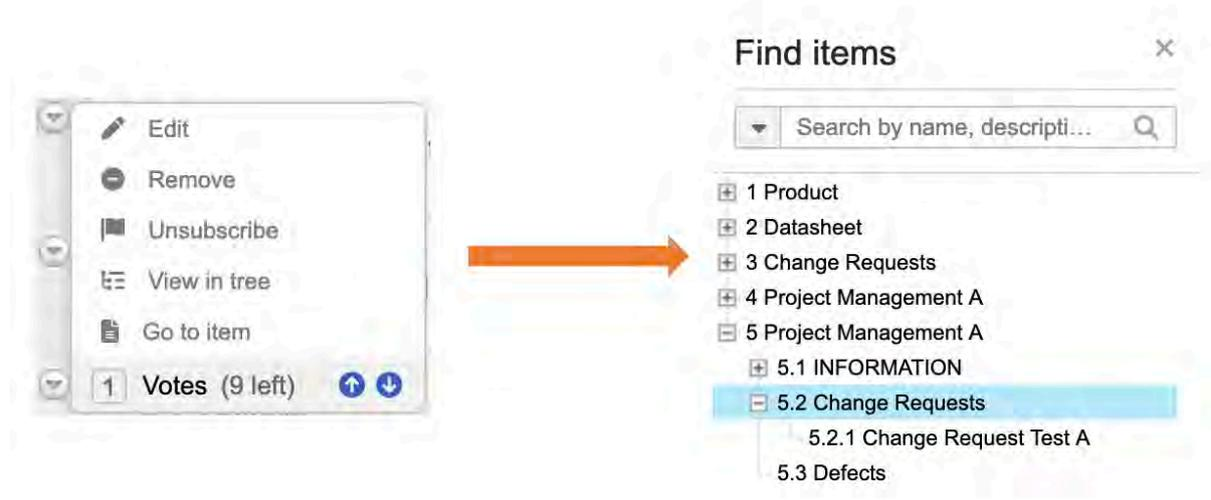 Edit
Remove
Unsubscribe
View in tree
Go to item
1 Votes (9 left)
Find items
Search by name, descripti...
1 Product
2 Datasheet
3 Change Requests
4 Project Management A
5 Project Management A
5.1 INFORMATION
5.2 Change Requests
5.2.1 Change Request Test A
5.3 Defects